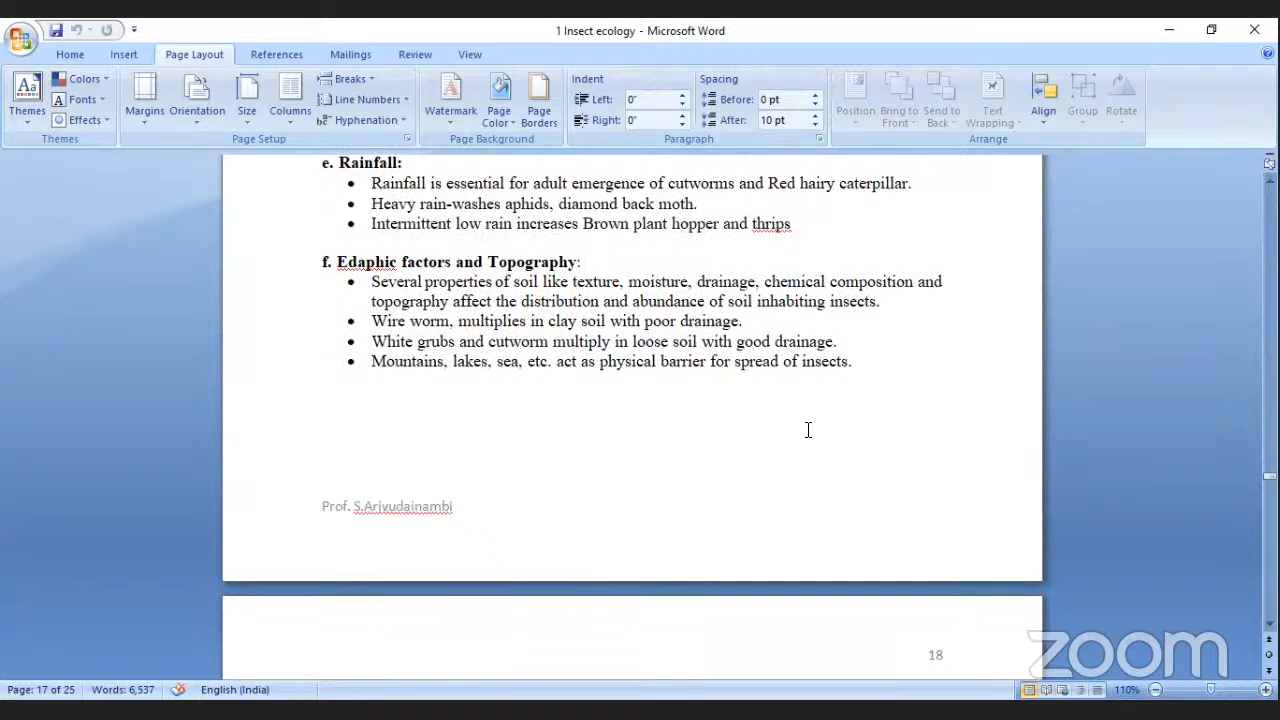 1 Insect ecology - Microsoft Word
Home Insert Page Layout References Mailings Review View
Themes
Colors
Fonts
Effects
Themes
Margins Orientation Size Columns
Breaks
Line Numbers
Hyphenation
Page Setup
Watermark Page Color Page Borders
Page Background
Indent
Left: 0"
Right: 0"
Spacing
Before: 0 pt
After: 10 pt
Paragraph
Position Bring to Front Send to Back Text Wrapping Align Group Rotate
Arrange
e. Rainfall:
• Rainfall is essential for adult emergence of cutworms and Red hairy caterpillar.
• Heavy rain-washes aphids, diamond back moth.
• Intermittent low rain increases Brown plant hopper and thrips
f. Edaphic factors and Topography:
• Several properties of soil like texture, moisture, drainage, chemical composition and
topography affect the distribution and abundance of soil inhabiting insects.
• Wire worm, multiplies in clay soil with poor drainage.
• White grubs and cutworm multiply in loose soil with good drainage.
• Mountains, lakes, sea, etc. act as physical barrier for spread of insects.
Prof. S.Arivudainambi
18
zoom
Page: 17 of 25 Words: 6,537 English (India) 110%